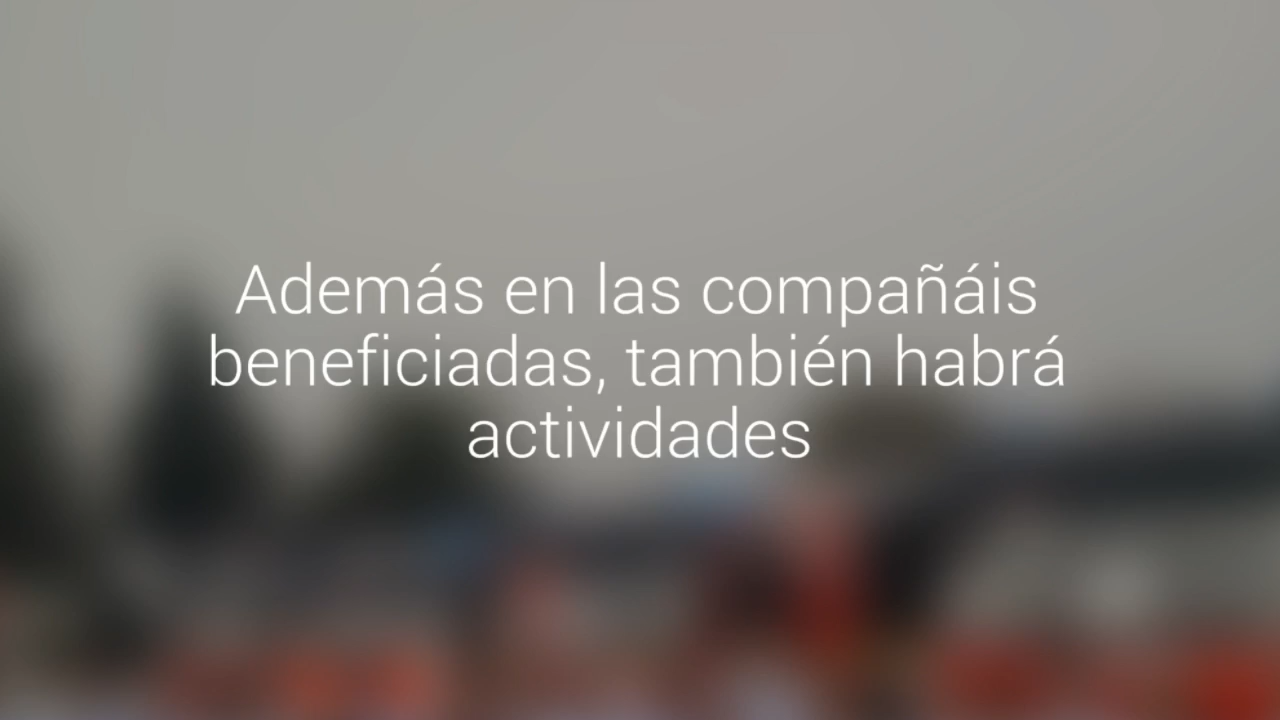 Además en las compañáis
beneficiadas, también habrá
actividades